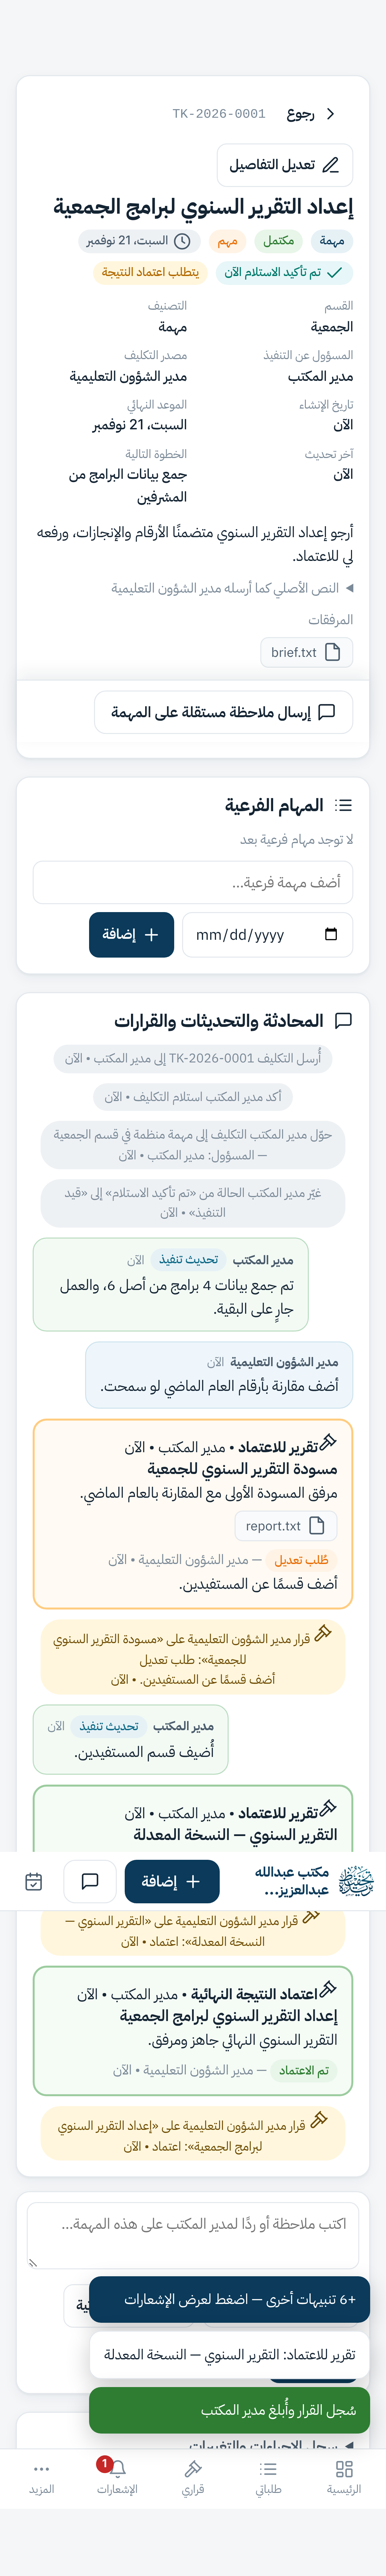 رجوع TK-2026-0001
تعديل التفاصيل
إعداد التقرير السنوي لبرامج الجمعية
مهمة مكتمل مهم السبت، 21 نوفمبر
تم تأكيد الاستلام الآن يتطلب اعتماد النتيجة
القسم التصنيف
الجمعية مهمة
المسؤول عن التنفيذ مصدر التكليف
مدير المكتب مدير الشؤون التعليمية
تاريخ الإنشاء الموعد النهائي
الآن السبت، 21 نوفمبر
آخر تحديث الخطوة التالية
الآن جمع بيانات البرامج من
المشرفين
أرجو إعداد التقرير السنوي متضمنًا الأرقام والإنجازات، ورفعه
لي للاعتماد.
النص الأصلي كما أرسله مدير الشؤون التعليمية
المرفقات
brief.txt
إرسال ملاحظة مستقلة على المهمة
المهام الفرعية
لا توجد مهام فرعية بعد
أضف مهمة فرعية...
mm/dd/yyyy + إضافة
المحادثة والتحديثات والقرارات
أُرسل التكليف TK-2026-0001 إلى مدير المكتب • الآن
أكد مدير المكتب استلام التكليف • الآن
حوّل مدير المكتب التكليف إلى مهمة منظمة في قسم الجمعية
— المسؤول: مدير المكتب • الآن
غيّر مدير المكتب الحالة من «تم تأكيد الاستلام» إلى «قيد
التنفيذ» • الآن
مدير المكتب تحديث تنفيذ الآن
تم جمع بيانات 4 برامج من أصل 6، والعمل
جارٍ على البقية.
مدير الشؤون التعليمية الآن
أضف مقارنة بأرقام العام الماضي لو سمحت.
تقرير للاعتماد • مدير المكتب • الآن
مسودة التقرير السنوي للجمعية
مرفق المسودة الأولى مع المقارنة بالعام الماضي.
report.txt
طُلب تعديل — مدير الشؤون التعليمية • الآن
أضف قسمًا عن المستفيدين.
قرار مدير الشؤون التعليمية على «مسودة التقرير السنوي
للجمعية»: طلب تعديل
أضف قسمًا عن المستفيدين. • الآن
مدير المكتب تحديث تنفيذ الآن
أُضيف قسم المستفيدين.
تقرير للاعتماد • مدير المكتب • الآن
التقرير السنوي — النسخة المعدلة
مكتب عبدالله
عبدالعزيز...
+ إضافة
قرار مدير الشؤون التعليمية على «التقرير السنوي —
النسخة المعدلة»: اعتماد • الآن
اعتماد النتيجة النهائية • مدير المكتب • الآن
إعداد التقرير السنوي لبرامج الجمعية
التقرير السنوي النهائي جاهز ومرفق.
تم الاعتماد — مدير الشؤون التعليمية • الآن
قرار مدير الشؤون التعليمية على «إعداد التقرير السنوي
لبرامج الجمعية»: اعتماد • الآن
اكتب ملاحظة أو ردًا لمدير المكتب على هذه المهمة...
+6 تنبيهات أخرى — اضغط لعرض الإشعارات
تقرير للاعتماد: التقرير السنوي — النسخة المعدلة
سُجل القرار وأُبلغ مدير المكتب
الرئيسية طلباتي قراري الإشعارات 1 المزيد